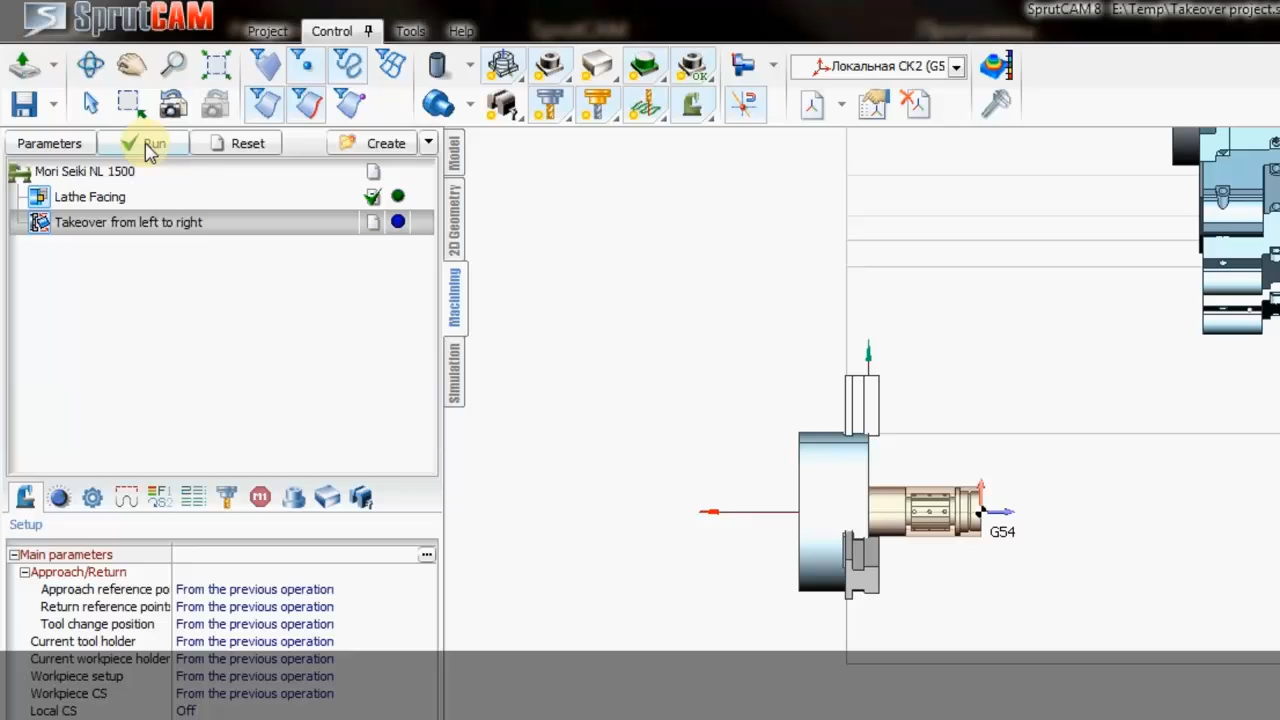 SprutCAM
SprutCAM 8 E:\Temp\Takeover project.s
Project
Control
Tools
Help
OK
Локальная СК2 (G5
Parameters
Run
Reset
Create
Mori Seiki NL 1500
Lathe Facing
Takeover from left to right
Model
2D Geometry
Machining
Simulation
M1
Setup
Main parameters
...
Approach/Return
Approach reference po From the previous operation
Return reference point: From the previous operation
Tool change position From the previous operation
Current tool holder From the previous operation
Current workpiece holder From the previous operation
Workpiece setup From the previous operation
Workpiece CS From the previous operation
Local CS Off
G54